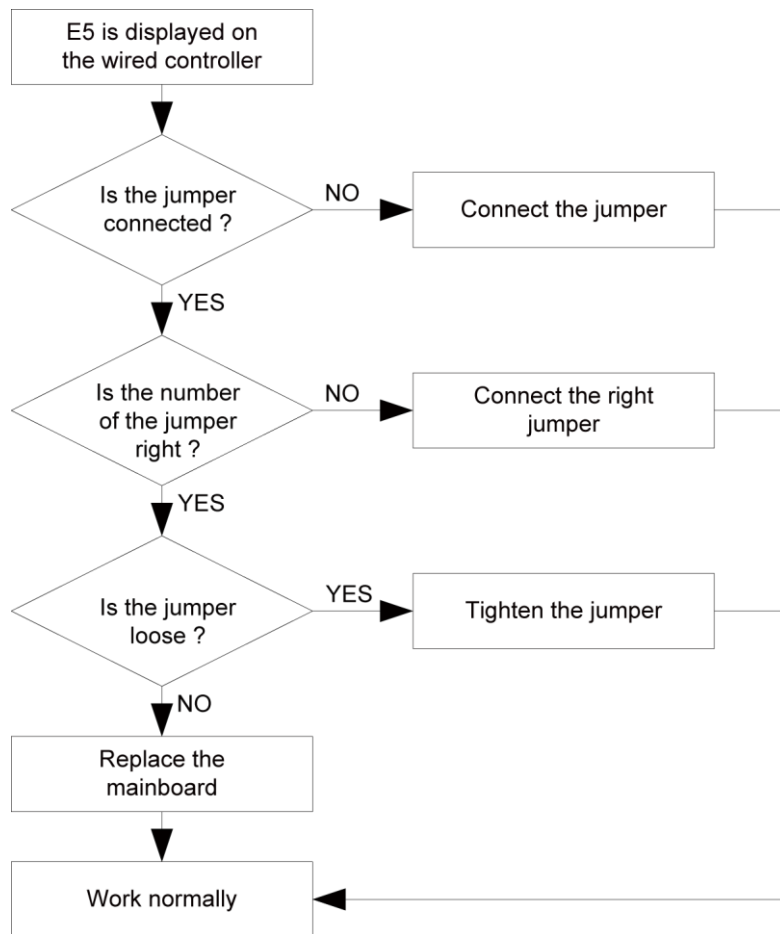 E5 is displayed on
the wired controller
Is the jumper
connected ?
NO
Connect the jumper
YES
Is the number
of the jumper
right ?
NO
Connect the right
jumper
YES
Is the jumper
loose ?
YES
Tighten the jumper
NO
Replace the
mainboard
Work normally